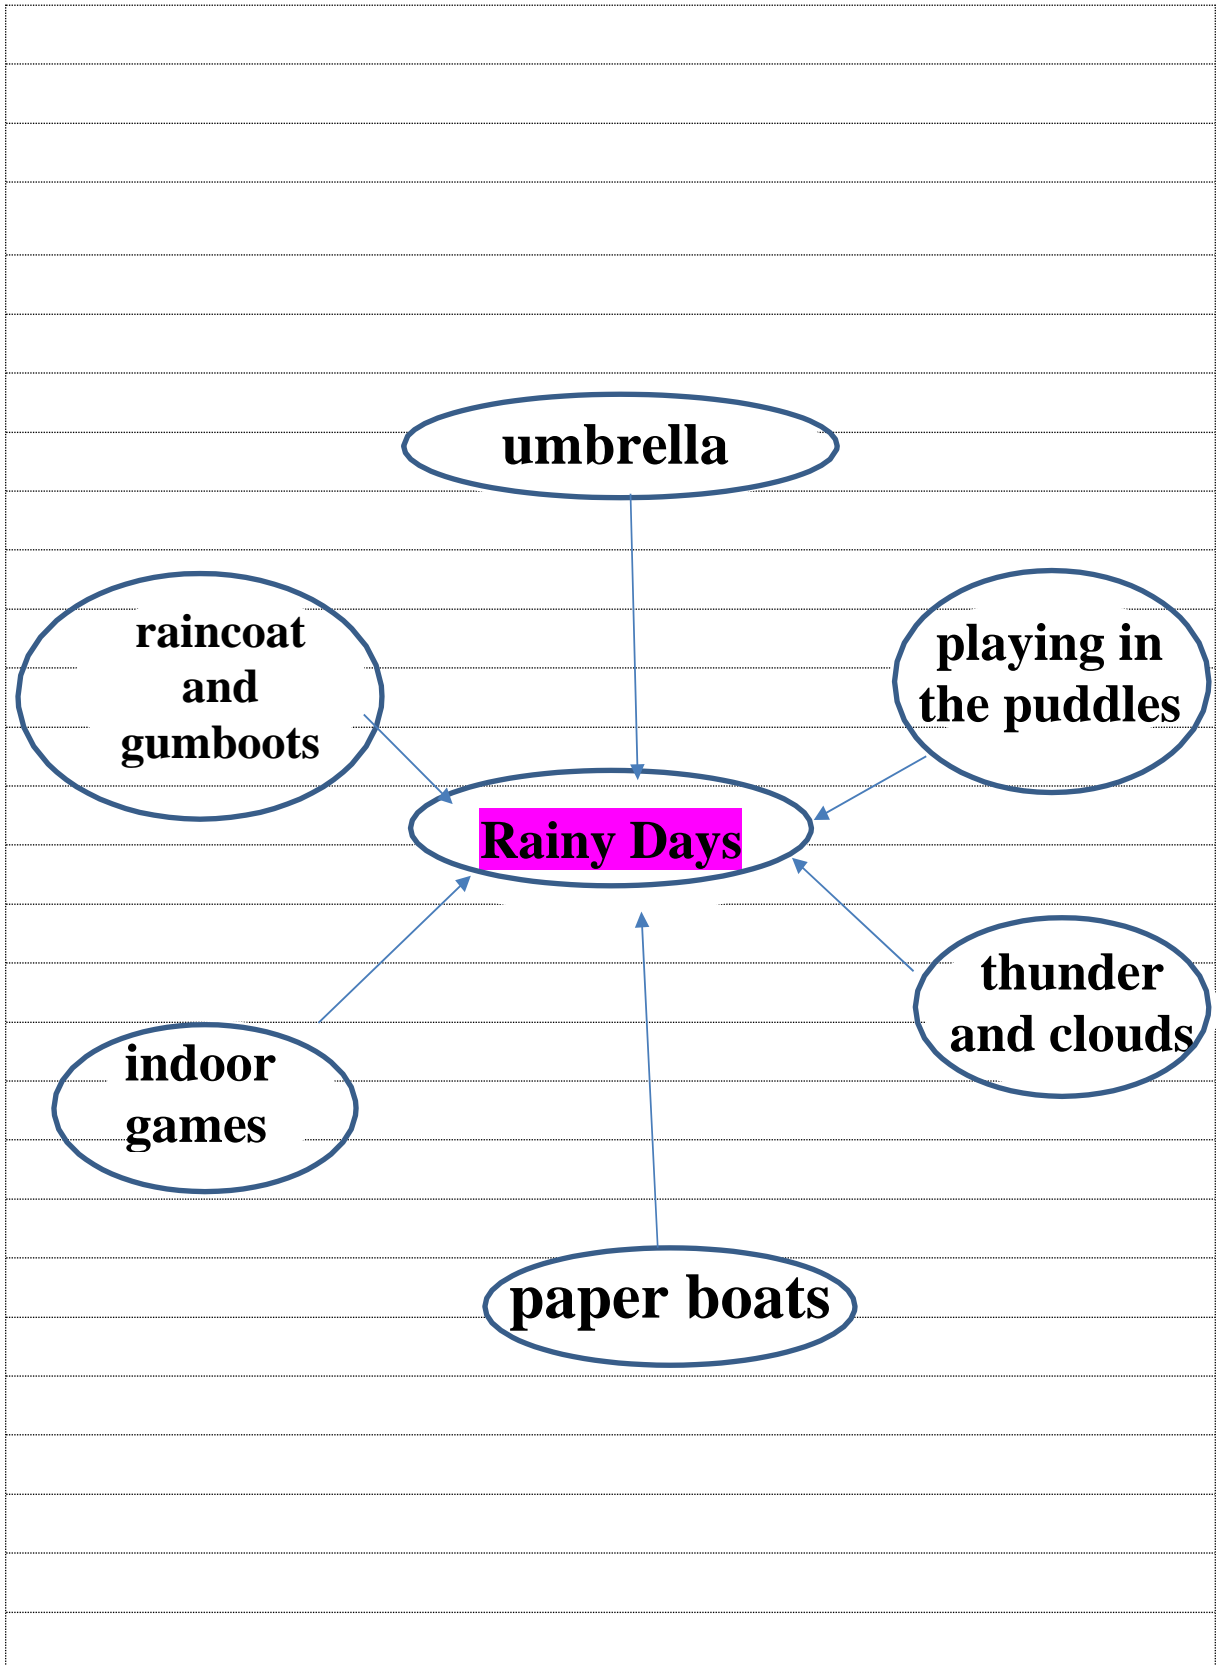 umbrella
raincoat
and
gumboots
playing in
the puddles
Rainy Days
thunder
and clouds
indoor
games
paper boats